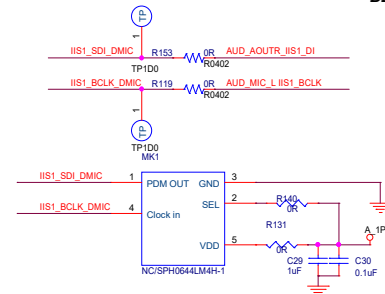 TP
1
IIS1_SDI_DMIC R153 0R AUD_AOUTR_IIS1_DI
R0402
TP1D0
IIS1_BCLK_DMIC R119 0R AUD_MIC_L IIS1_BCLK
R0402
1
TP
TP1D0
MK1
IIS1_SDI_DMIC 1 PDM OUT GND 3
SEL 2 R140
0R
IIS1_BCLK_DMIC 4 Clock in
R131
VDD 5 0R
A_1P
NC/SPH0644LM4H-1
C29 C30
1uF 0.1uF